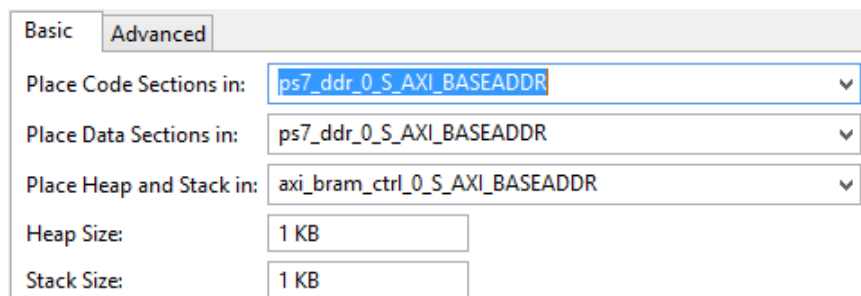 Basic Advanced
Place Code Sections in: ps7_ddr_0_S_AXI_BASEADDR
Place Data Sections in: ps7_ddr_0_S_AXI_BASEADDR
Place Heap and Stack in: axi_bram_ctrl_0_S_AXI_BASEADDR
Heap Size: 1 KB
Stack Size: 1 KB